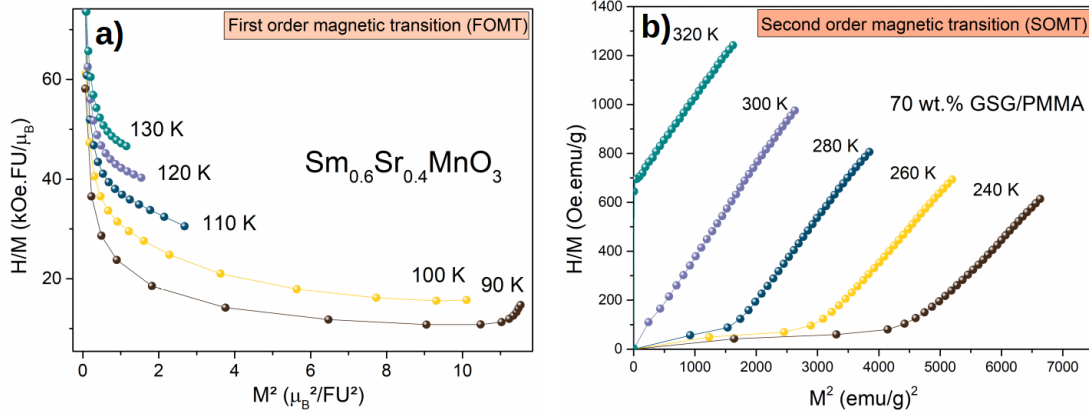 a)
First order magnetic transition (FOMT)
H/M (kOe.FU/μ_B)
60
40
20
130 K
120 K
110 K
100 K
90 K
Sm₀.₆Sr₀.₄MnO₃
0
2
4
6
8
10
M² (μ_B²/FU²)
b)
Second order magnetic transition (SOMT)
H/M (Oe.emu/g)
1400
1200
1000
800
600
400
200
0
320 K
300 K
280 K
260 K
240 K
70 wt.% GSG/PMMA
0
1000
2000
3000
4000
5000
6000
7000
M² (emu/g)²